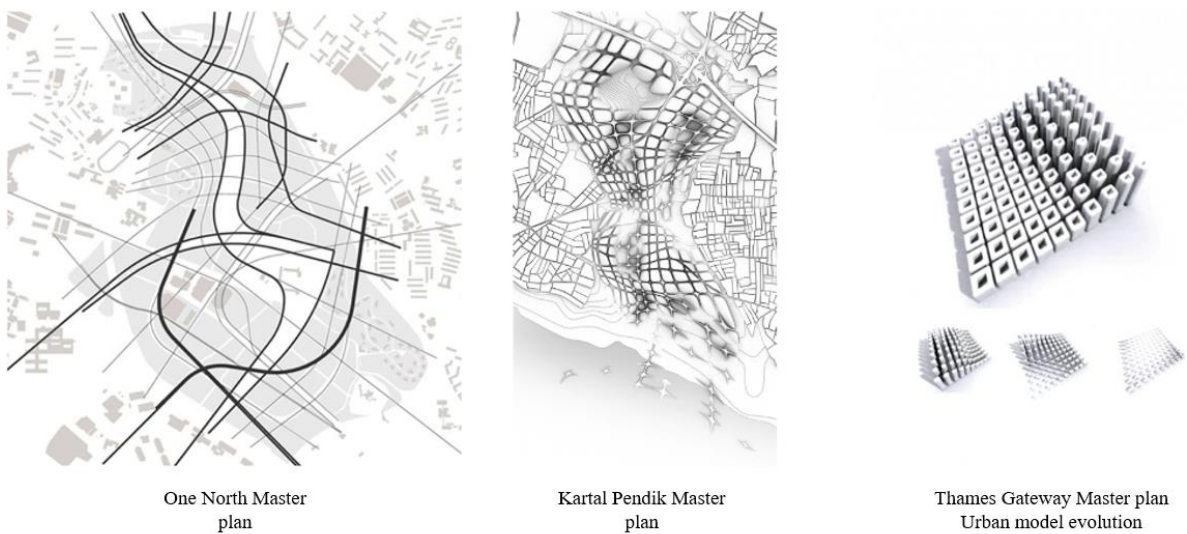 One North Master
plan
Kartal Pendik Master
plan
Thames Gateway Master plan
Urban model evolution